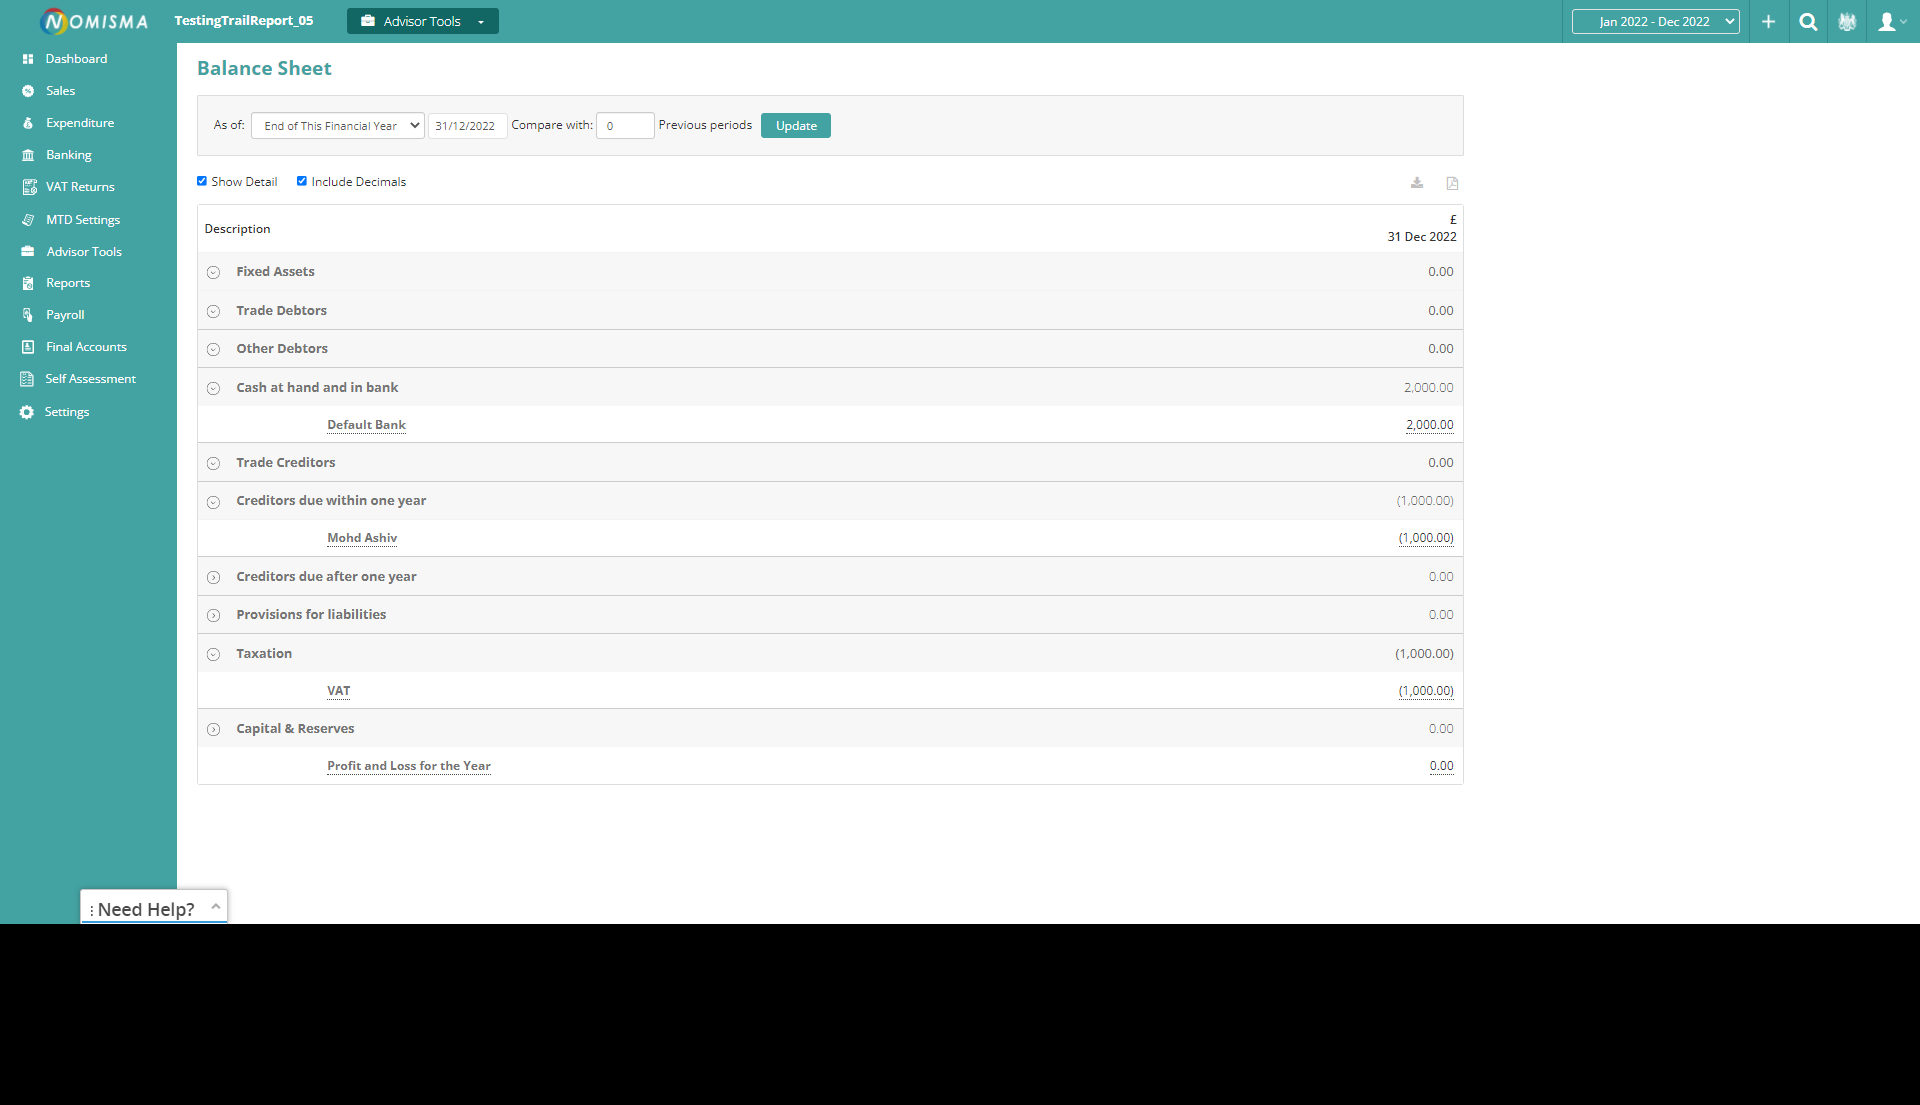 NOMISMA
TestingTrailReport_05
Advisor Tools
Jan 2022 - Dec 2022
Dashboard
Sales
Expenditure
Banking
VAT Returns
MTD Settings
Advisor Tools
Reports
Payroll
Final Accounts
Self Assessment
Settings
Balance Sheet
As of: End of This Financial Year 31/12/2022 Compare with: 0 Previous periods Update
Show Detail Include Decimals
Description £
31 Dec 2022
Fixed Assets 0.00
Trade Debtors 0.00
Other Debtors 0.00
Cash at hand and in bank 2,000.00
Default Bank 2,000.00
Trade Creditors 0.00
Creditors due within one year (1,000.00)
Mohd Ashiv (1,000.00)
Creditors due after one year 0.00
Provisions for liabilities 0.00
Taxation (1,000.00)
VAT (1,000.00)
Capital & Reserves 0.00
Profit and Loss for the Year 0.00
Need Help?